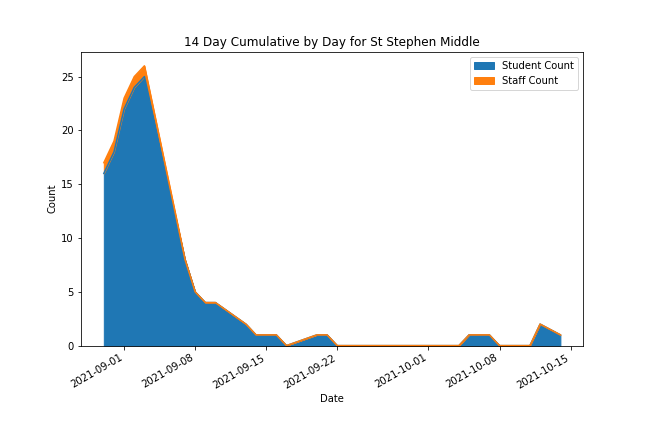 14 Day Cumulative by Day for St Stephen Middle
Student Count
Staff Count
Count
25
20
15
10
5
0
2021-09-01
2021-09-08
2021-09-15
2021-09-22
2021-10-01
2021-10-08
2021-10-15
Date